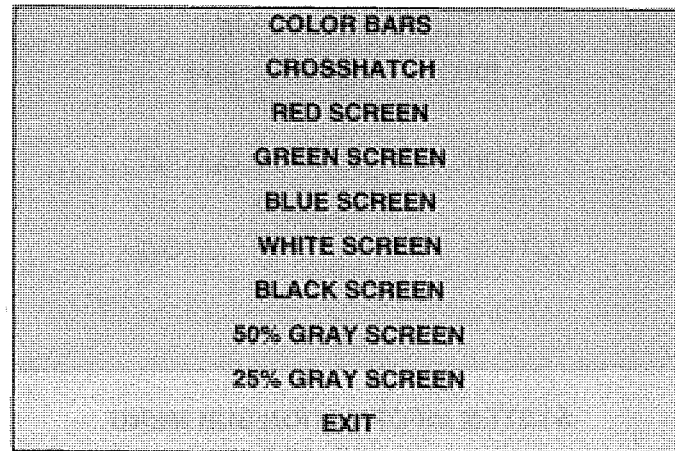 COLOR BARS
CROSSHATCH
RED SCREEN
GREEN SCREEN
BLUE SCREEN
WHITE SCREEN
BLACK SCREEN
50% GRAY SCREEN
25% GRAY SCREEN
EXIT